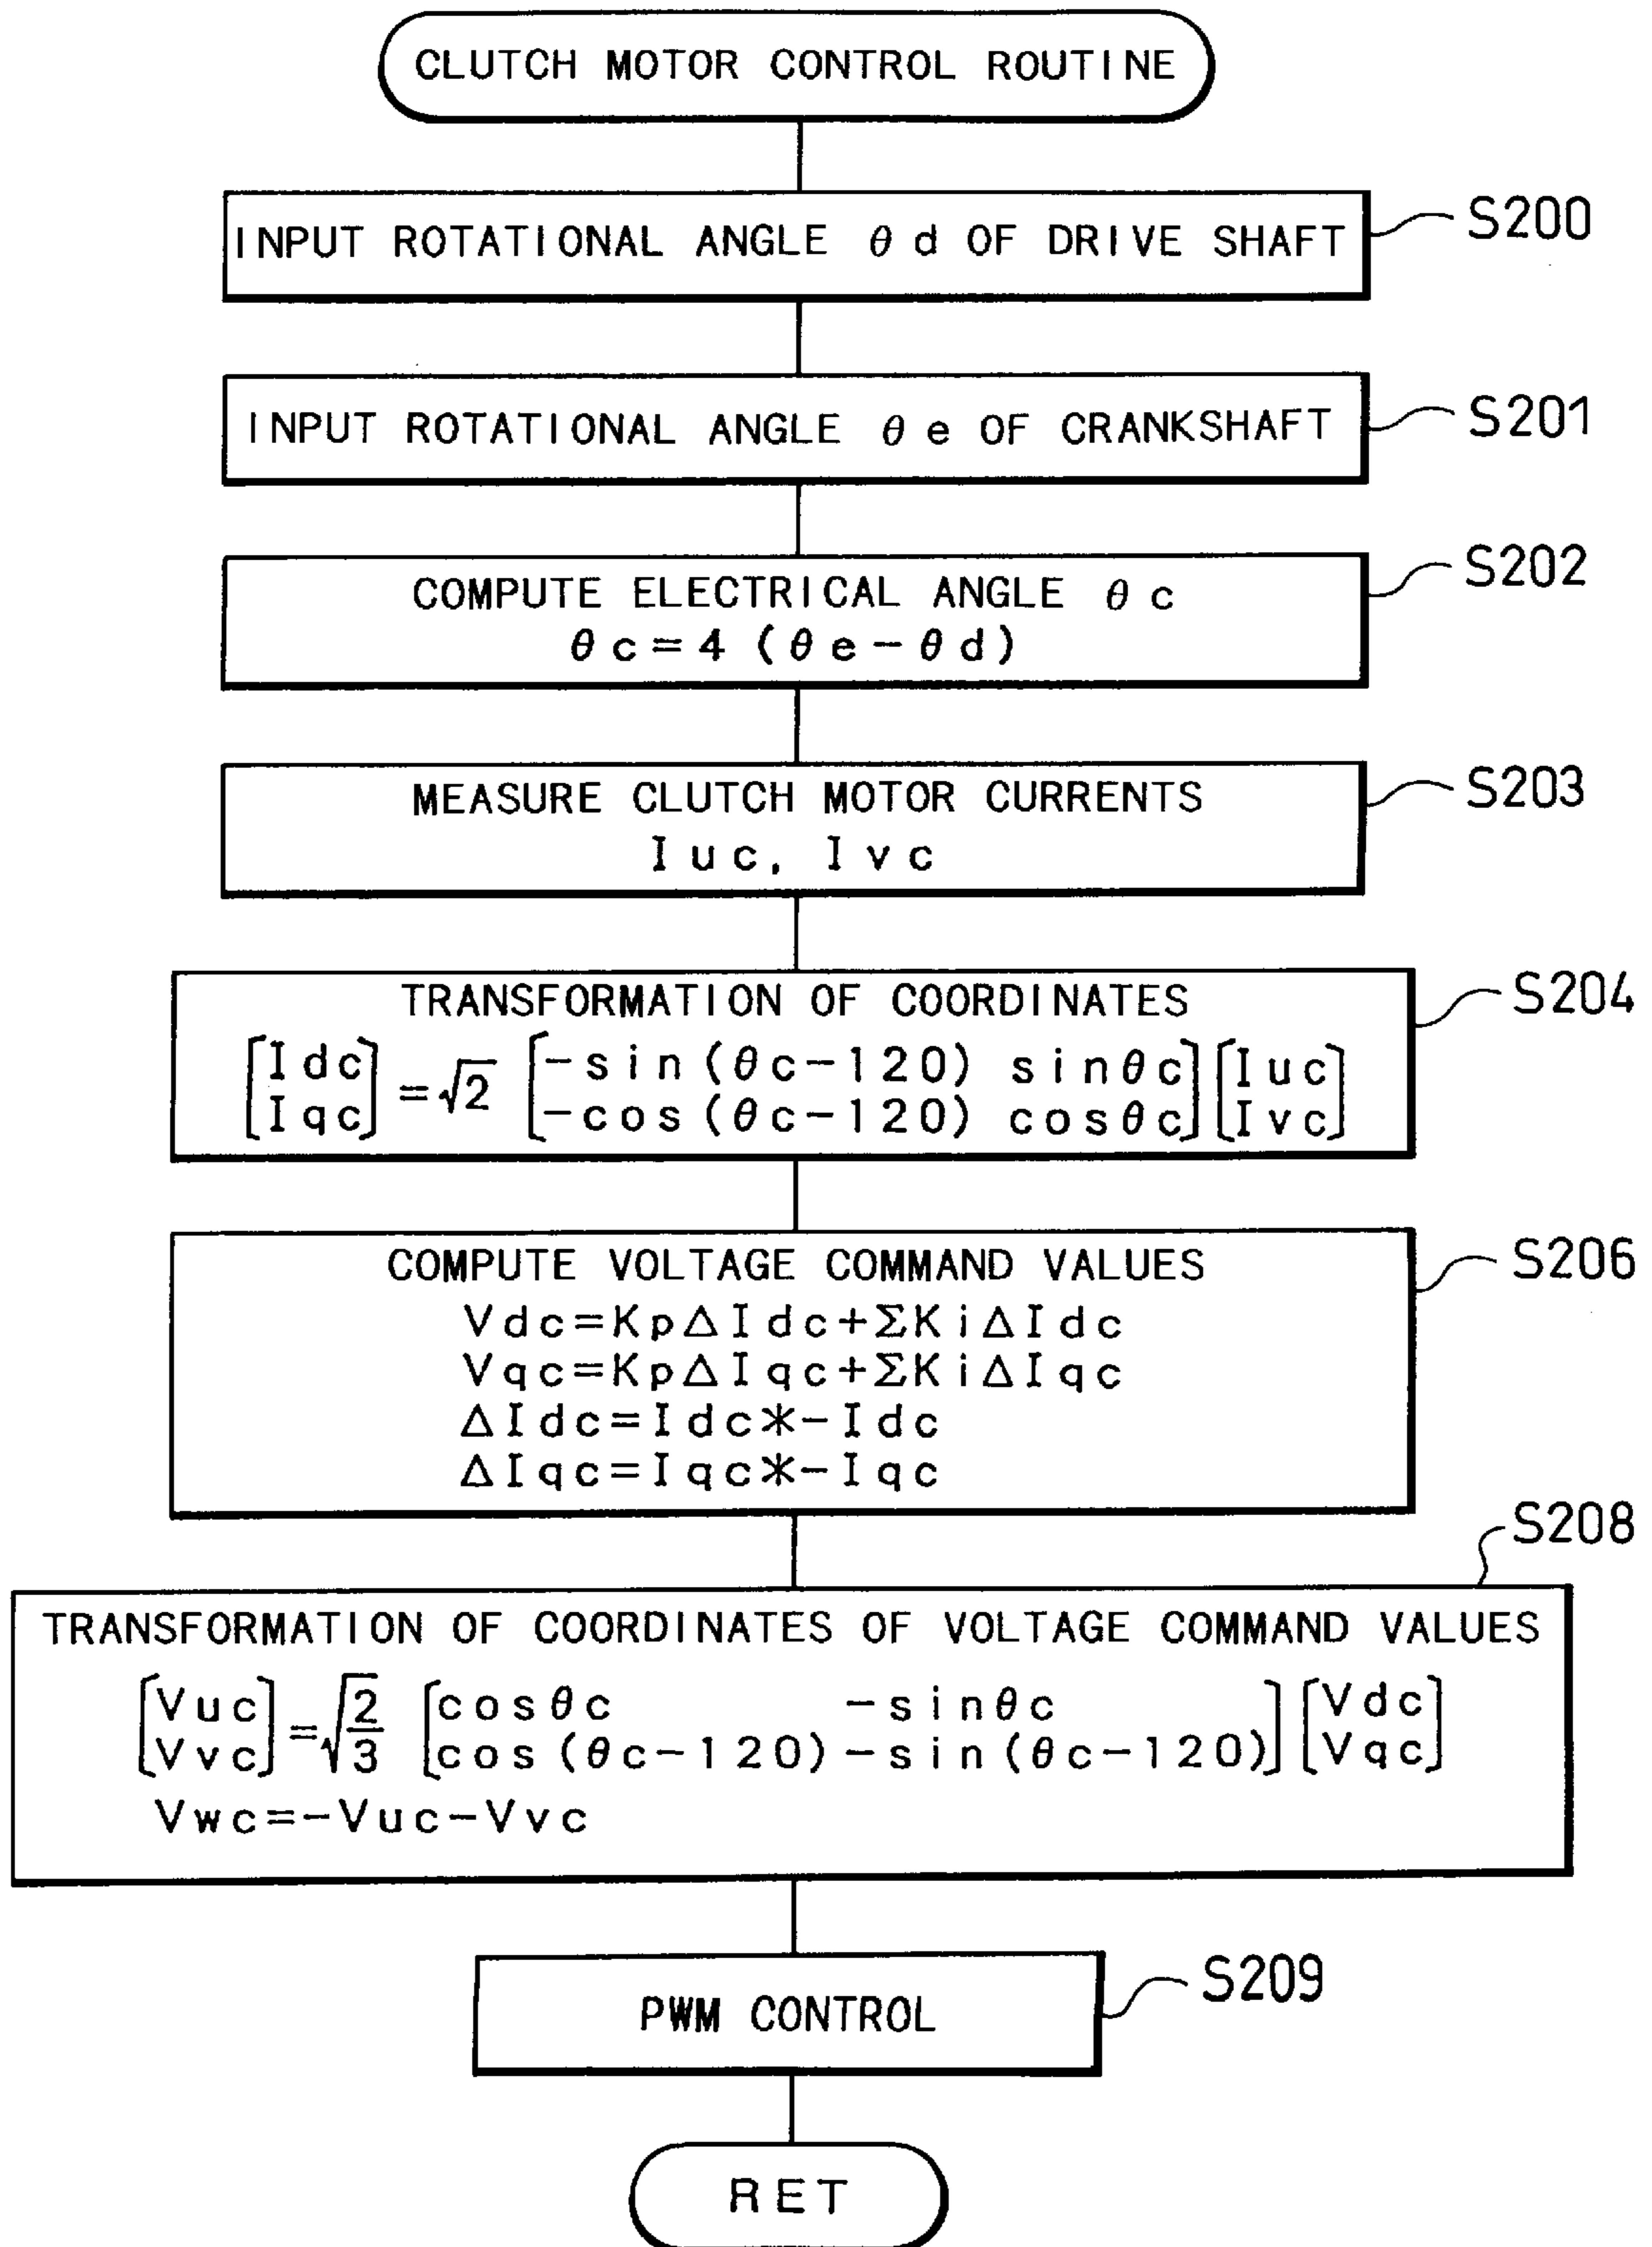 CLUTCH MOTOR CONTROL ROUTINE
INPUT ROTATIONAL ANGLE θd OF DRIVE SHAFT
S200
INPUT ROTATIONAL ANGLE θe OF CRANKSHAFT
S201
COMPUTE ELECTRICAL ANGLE θc
θc=4(θe-θd)
S202
MEASURE CLUTCH MOTOR CURRENTS
Iuc, Ivc
S203
TRANSFORMATION OF COORDINATES
[Idc Iqc] =√2 [-sin(θc-120) sinθc -cos(θc-120) cosθc] [Iuc Ivc]
S204
COMPUTE VOLTAGE COMMAND VALUES
Vdc=KpΔIdc+ΣKiΔIdc
Vqc=KpΔIqc+ΣKiΔIqc
ΔIdc=Idc*-Idc
ΔIqc=Iqc*-Iqc
S206
S208
TRANSFORMATION OF COORDINATES OF VOLTAGE COMMAND VALUES
[Vuc Vvc] =√2/3 [cosθc -sinθc cos(θc-120) -sin(θc-120)] [Vdc Vqc]
Vwc=-Vuc-Vvc
PWM CONTROL
S209
RET